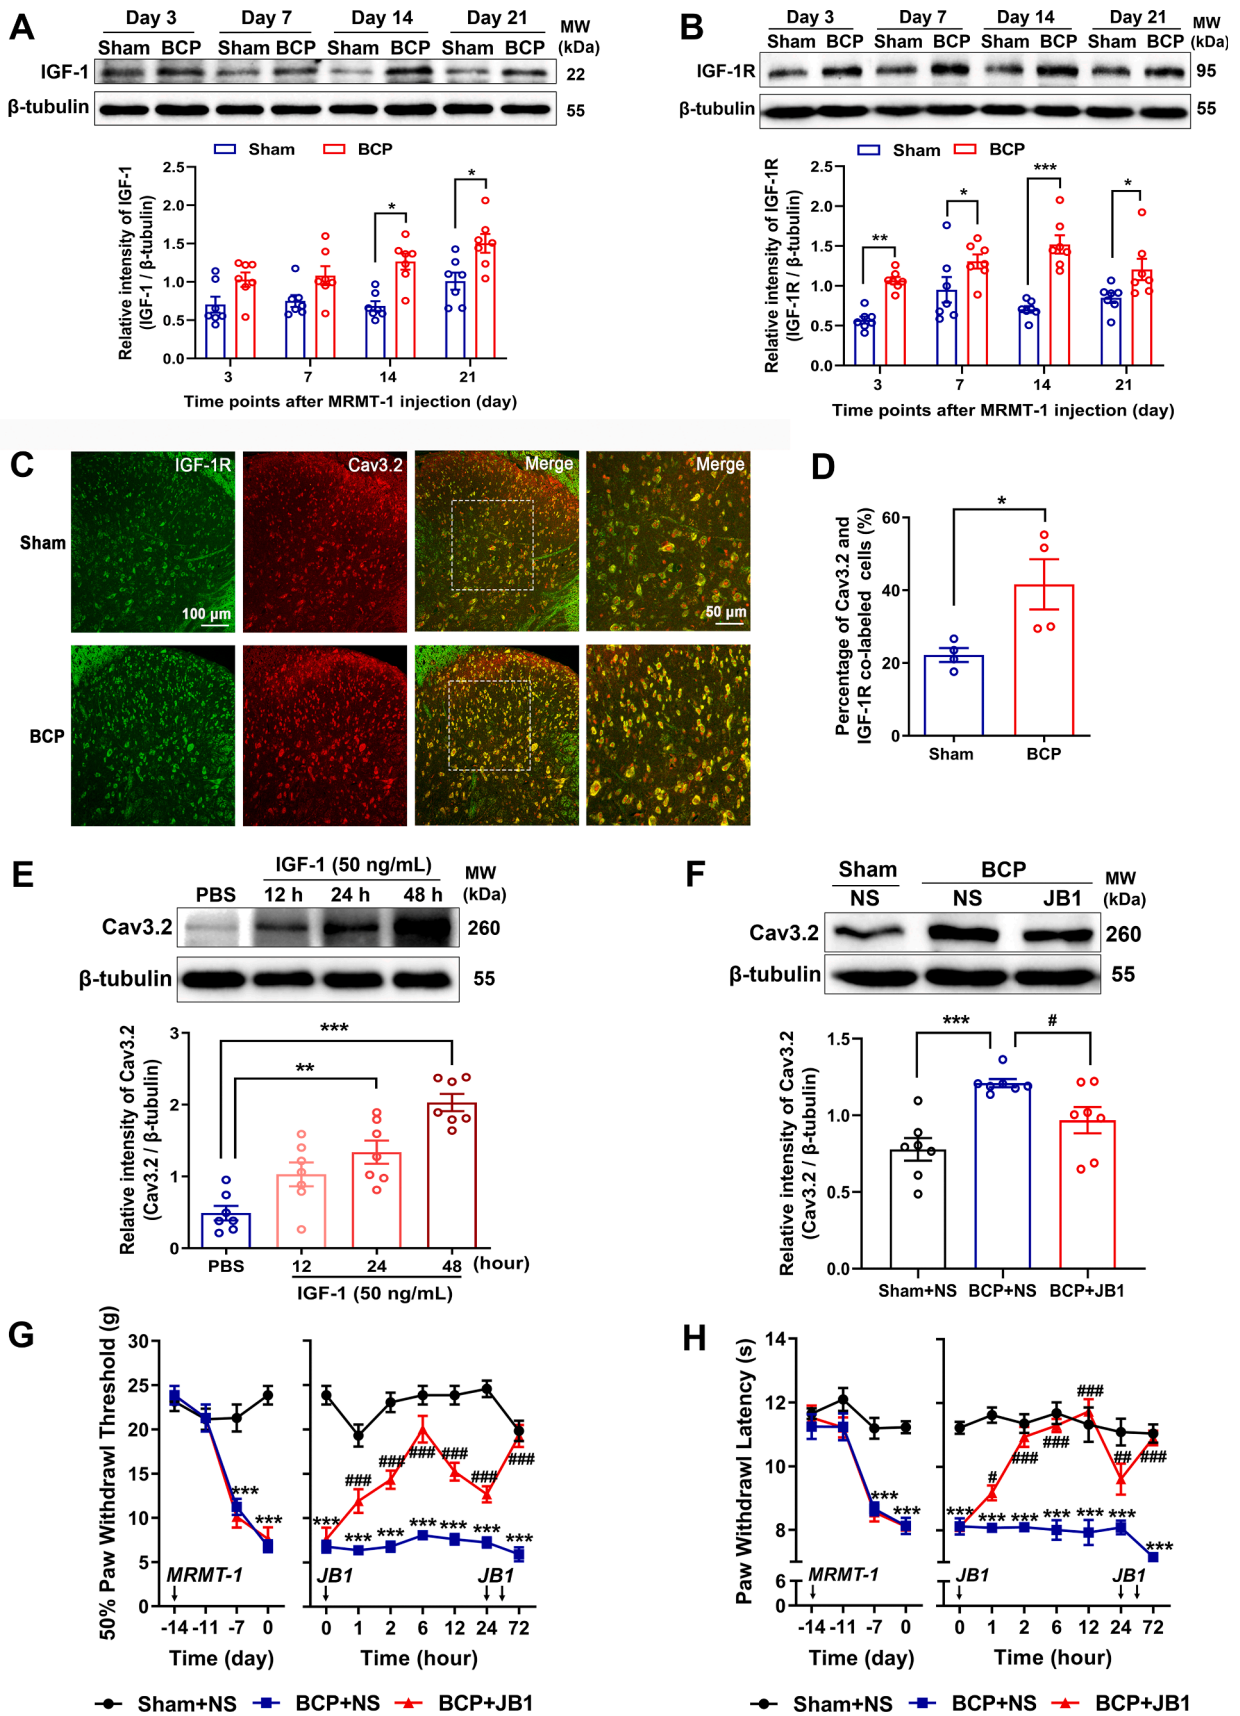 A
Day 3 Day 7 Day 14 Day 21
Sham BCP Sham BCP Sham BCP Sham BCP
MW
(kDa)
IGF-1 22
β-tubulin 55
Sham BCP
Relative intensity of IGF-1
(IGF-1 / β-tubulin)
2.5
2.0
1.5
1.0
0.5
0.0
* *
3 7 14 21
Time points after MRMT-1 injection (day)
B
Day 3 Day 7 Day 14 Day 21
Sham BCP Sham BCP Sham BCP Sham BCP
MW
(kDa)
IGF-1R 95
β-tubulin 55
Sham BCP
Relative intensity of IGF-1R
(IGF-1R / β-tubulin)
2.5
2.0
1.5
1.0
0.5
0.0
** * *** *
3 7 14 21
Time points after MRMT-1 injection (day)
C
IGF-1R Cav3.2 Merge Merge
Sham
100 μm 50 μm
BCP
D
Percentage of Cav3.2 and
IGF-1R co-labeled cells (%)
60
40
20
0
*
Sham BCP
E
IGF-1 (50 ng/mL)
PBS 12 h 24 h 48 h
MW
(kDa)
Cav3.2 260
β-tubulin 55
Relative intensity of Cav3.2
(Cav3.2 / β-tubulin)
3
2
1
0
***
**
PBS 12 24 48 (hour)
IGF-1 (50 ng/mL)
F
Sham BCP
NS NS JB1
MW
(kDa)
Cav3.2 260
β-tubulin 55
Relative intensity of Cav3.2
(Cav3.2 / β-tubulin)
1.5
1.0
0.5
0.0
*** #
Sham+NS BCP+NS BCP+JB1
G
50% Paw Withdrawl Threshold (g)
30
25
20
15
10
5
0
*** ***
MRMT-1
-14 -11 -7 0
Time (day)
### ### ### ### ### ###
*** *** *** *** *** *** ***
JB1 JB1
0 1 2 6 12 24 72
Time (hour)
Sham+NS BCP+NS BCP+JB1
H
Paw Withdrawl Latency (s)
14
12
10
8
6
0
*** ***
MRMT-1
-14 -11 -7 0
Time (day)
# ### ### ### ## ###
*** *** *** *** *** *** ***
JB1 JB1
0 1 2 6 12 24 72
Time (hour)
Sham+NS BCP+NS BCP+JB1